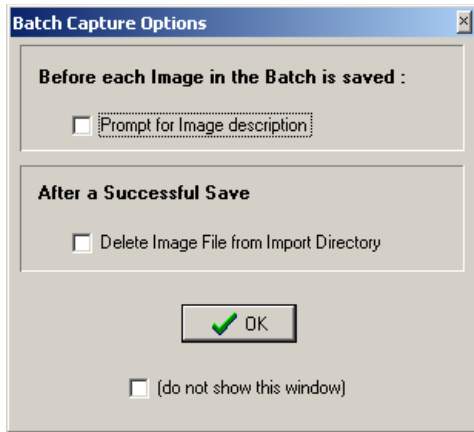 Batch Capture Options
Before each Image in the Batch is saved :
Prompt for Image description
After a Successful Save
Delete Image File from Import Directory
OK
(do not show this window)